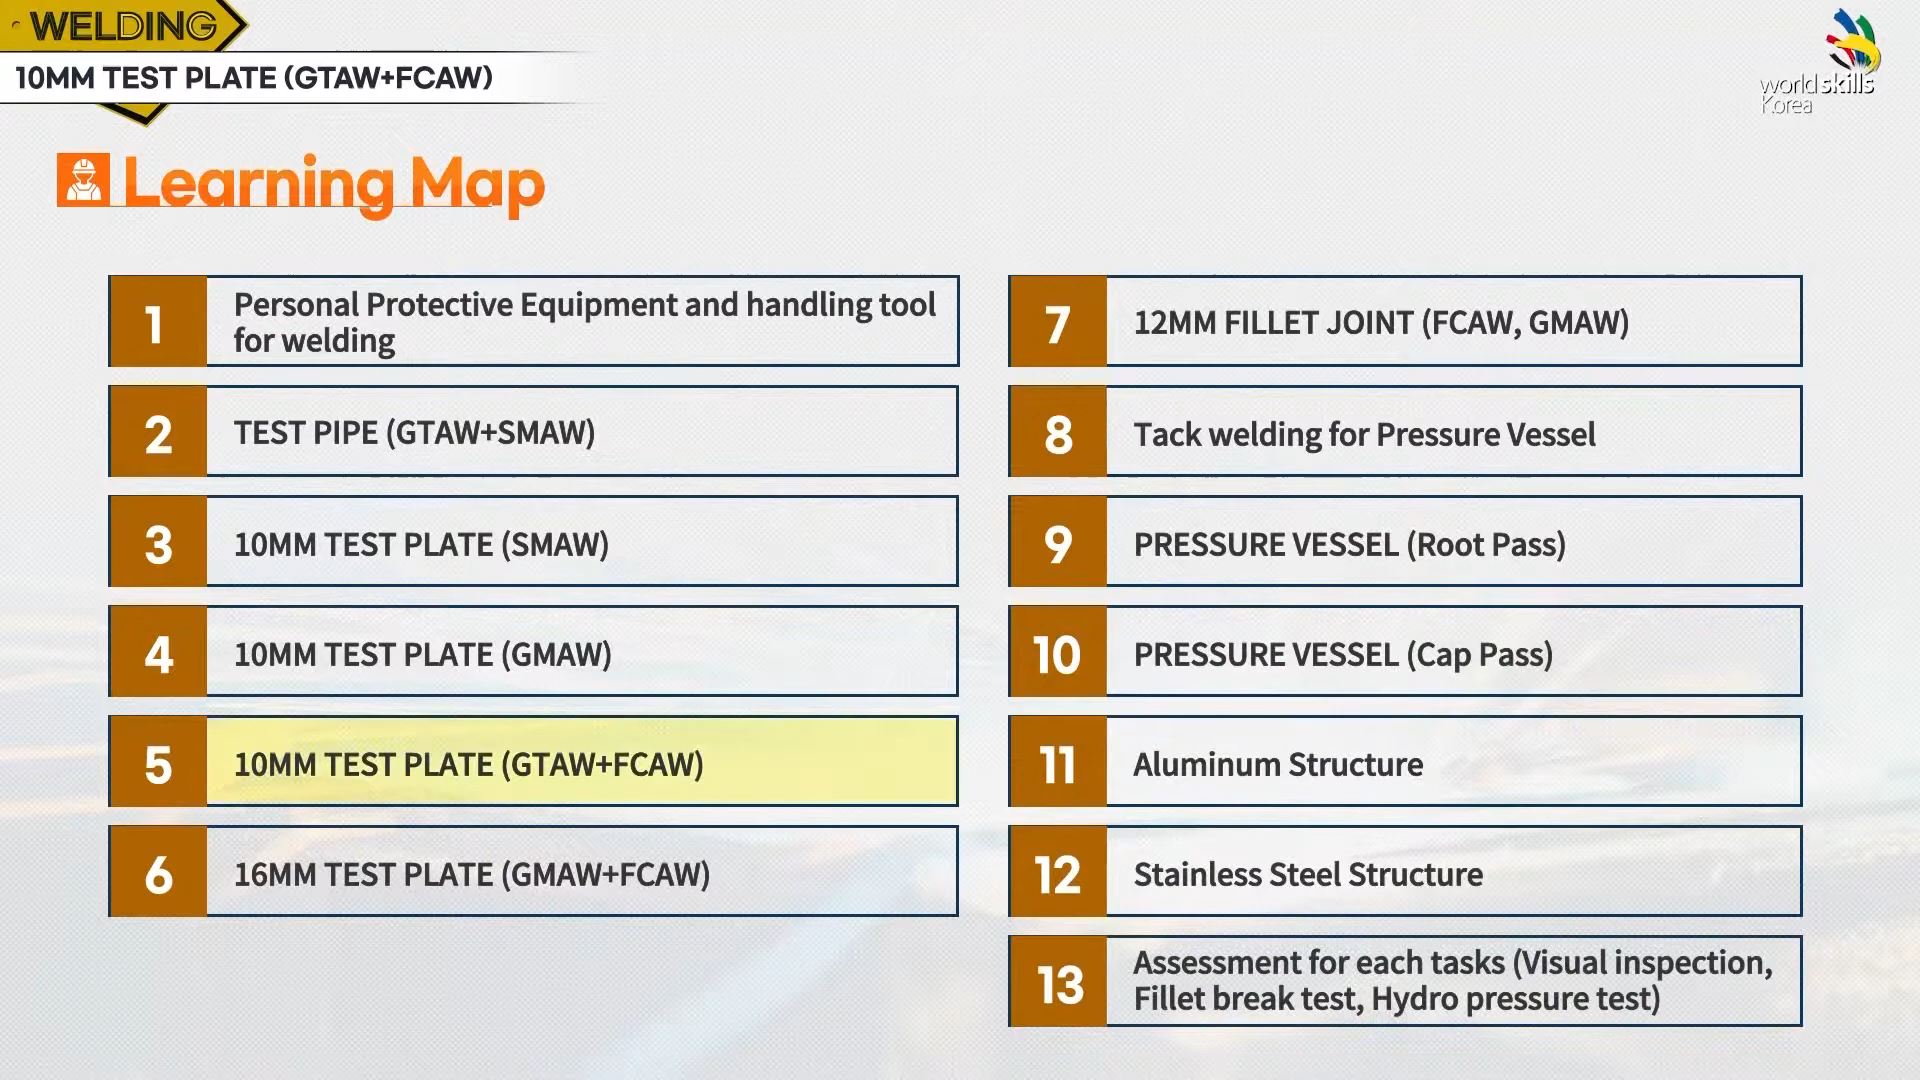 WELDING
10MM TEST PLATE (GTAW+FCAW)
world skills
Korea
Learning Map
1
Personal Protective Equipment and handling tool
for welding
2
TEST PIPE (GTAW+SMAW)
3
10MM TEST PLATE (SMAW)
4
10MM TEST PLATE (GMAW)
5
10MM TEST PLATE (GTAW+FCAW)
6
16MM TEST PLATE (GMAW+FCAW)
7
12MM FILLET JOINT (FCAW, GMAW)
8
Tack welding for Pressure Vessel
9
PRESSURE VESSEL (Root Pass)
10
PRESSURE VESSEL (Cap Pass)
11
Aluminum Structure
12
Stainless Steel Structure
13
Assessment for each tasks (Visual inspection,
Fillet break test, Hydro pressure test)